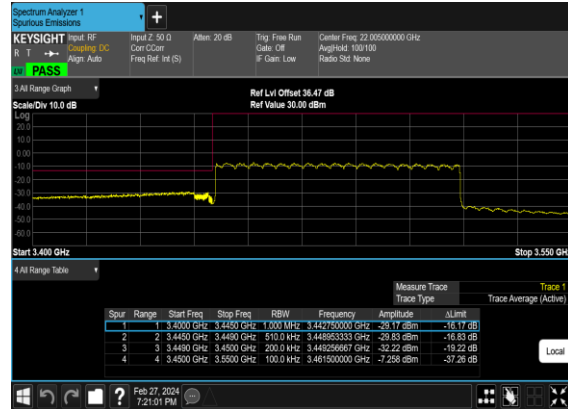 Spectrum Analyzer 1
Spurious Emissions
+
KEYSIGHT Input: RF Input Z: 50 Ω Atten: 20 dB Trig: Free Run Center Freq: 22.005000000 GHz
R T Coupling: DC Corr CCorr Gate: Off Avg|Hold: 100/100
Align: Auto Freq Ref: Int (S) IF Gain: Low Radio Std: None
PASS
3 All Range Graph
Ref Lvl Offset 36.47 dB
Scale/Div 10.0 dB Ref Value 30.00 dBm
Log
20.0
10.0
0.00
-10.0
-20.0
-30.0
-40.0
-50.0
-60.0
Start 3.400 GHz Stop 3.550 GHz
4 All Range Table
Measure Trace Trace 1
Trace Type Trace Average (Active)
Spur Range Start Freq Stop Freq RBW Frequency Amplitude ΔLimit
1 1 3.4000 GHz 3.4450 GHz 1.000 MHz 3.442750000 GHz -29.17 dBm -16.17 dB
2 2 3.4450 GHz 3.4490 GHz 510.0 kHz 3.448953333 GHz -29.83 dBm -16.83 dB
3 3 3.4490 GHz 3.4500 GHz 200.0 kHz 3.449256667 GHz -32.22 dBm -19.22 dB
4 4 3.4500 GHz 3.5500 GHz 100.0 kHz 3.461500000 GHz -7.258 dBm -37.26 dB
Local
? Feb 27, 2024
7:21:01 PM